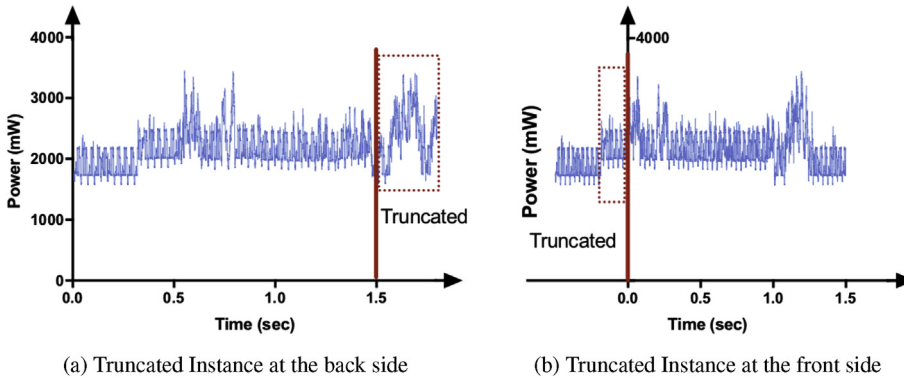 4000
3000
2000
1000
0
Power (mW)
0.0 0.5 1.0 1.5
Time (sec)
Truncated
(a) Truncated Instance at the back side
4000
Power (mW)
Truncated
0.0 0.5 1.0 1.5
Time (sec)
(b) Truncated Instance at the front side